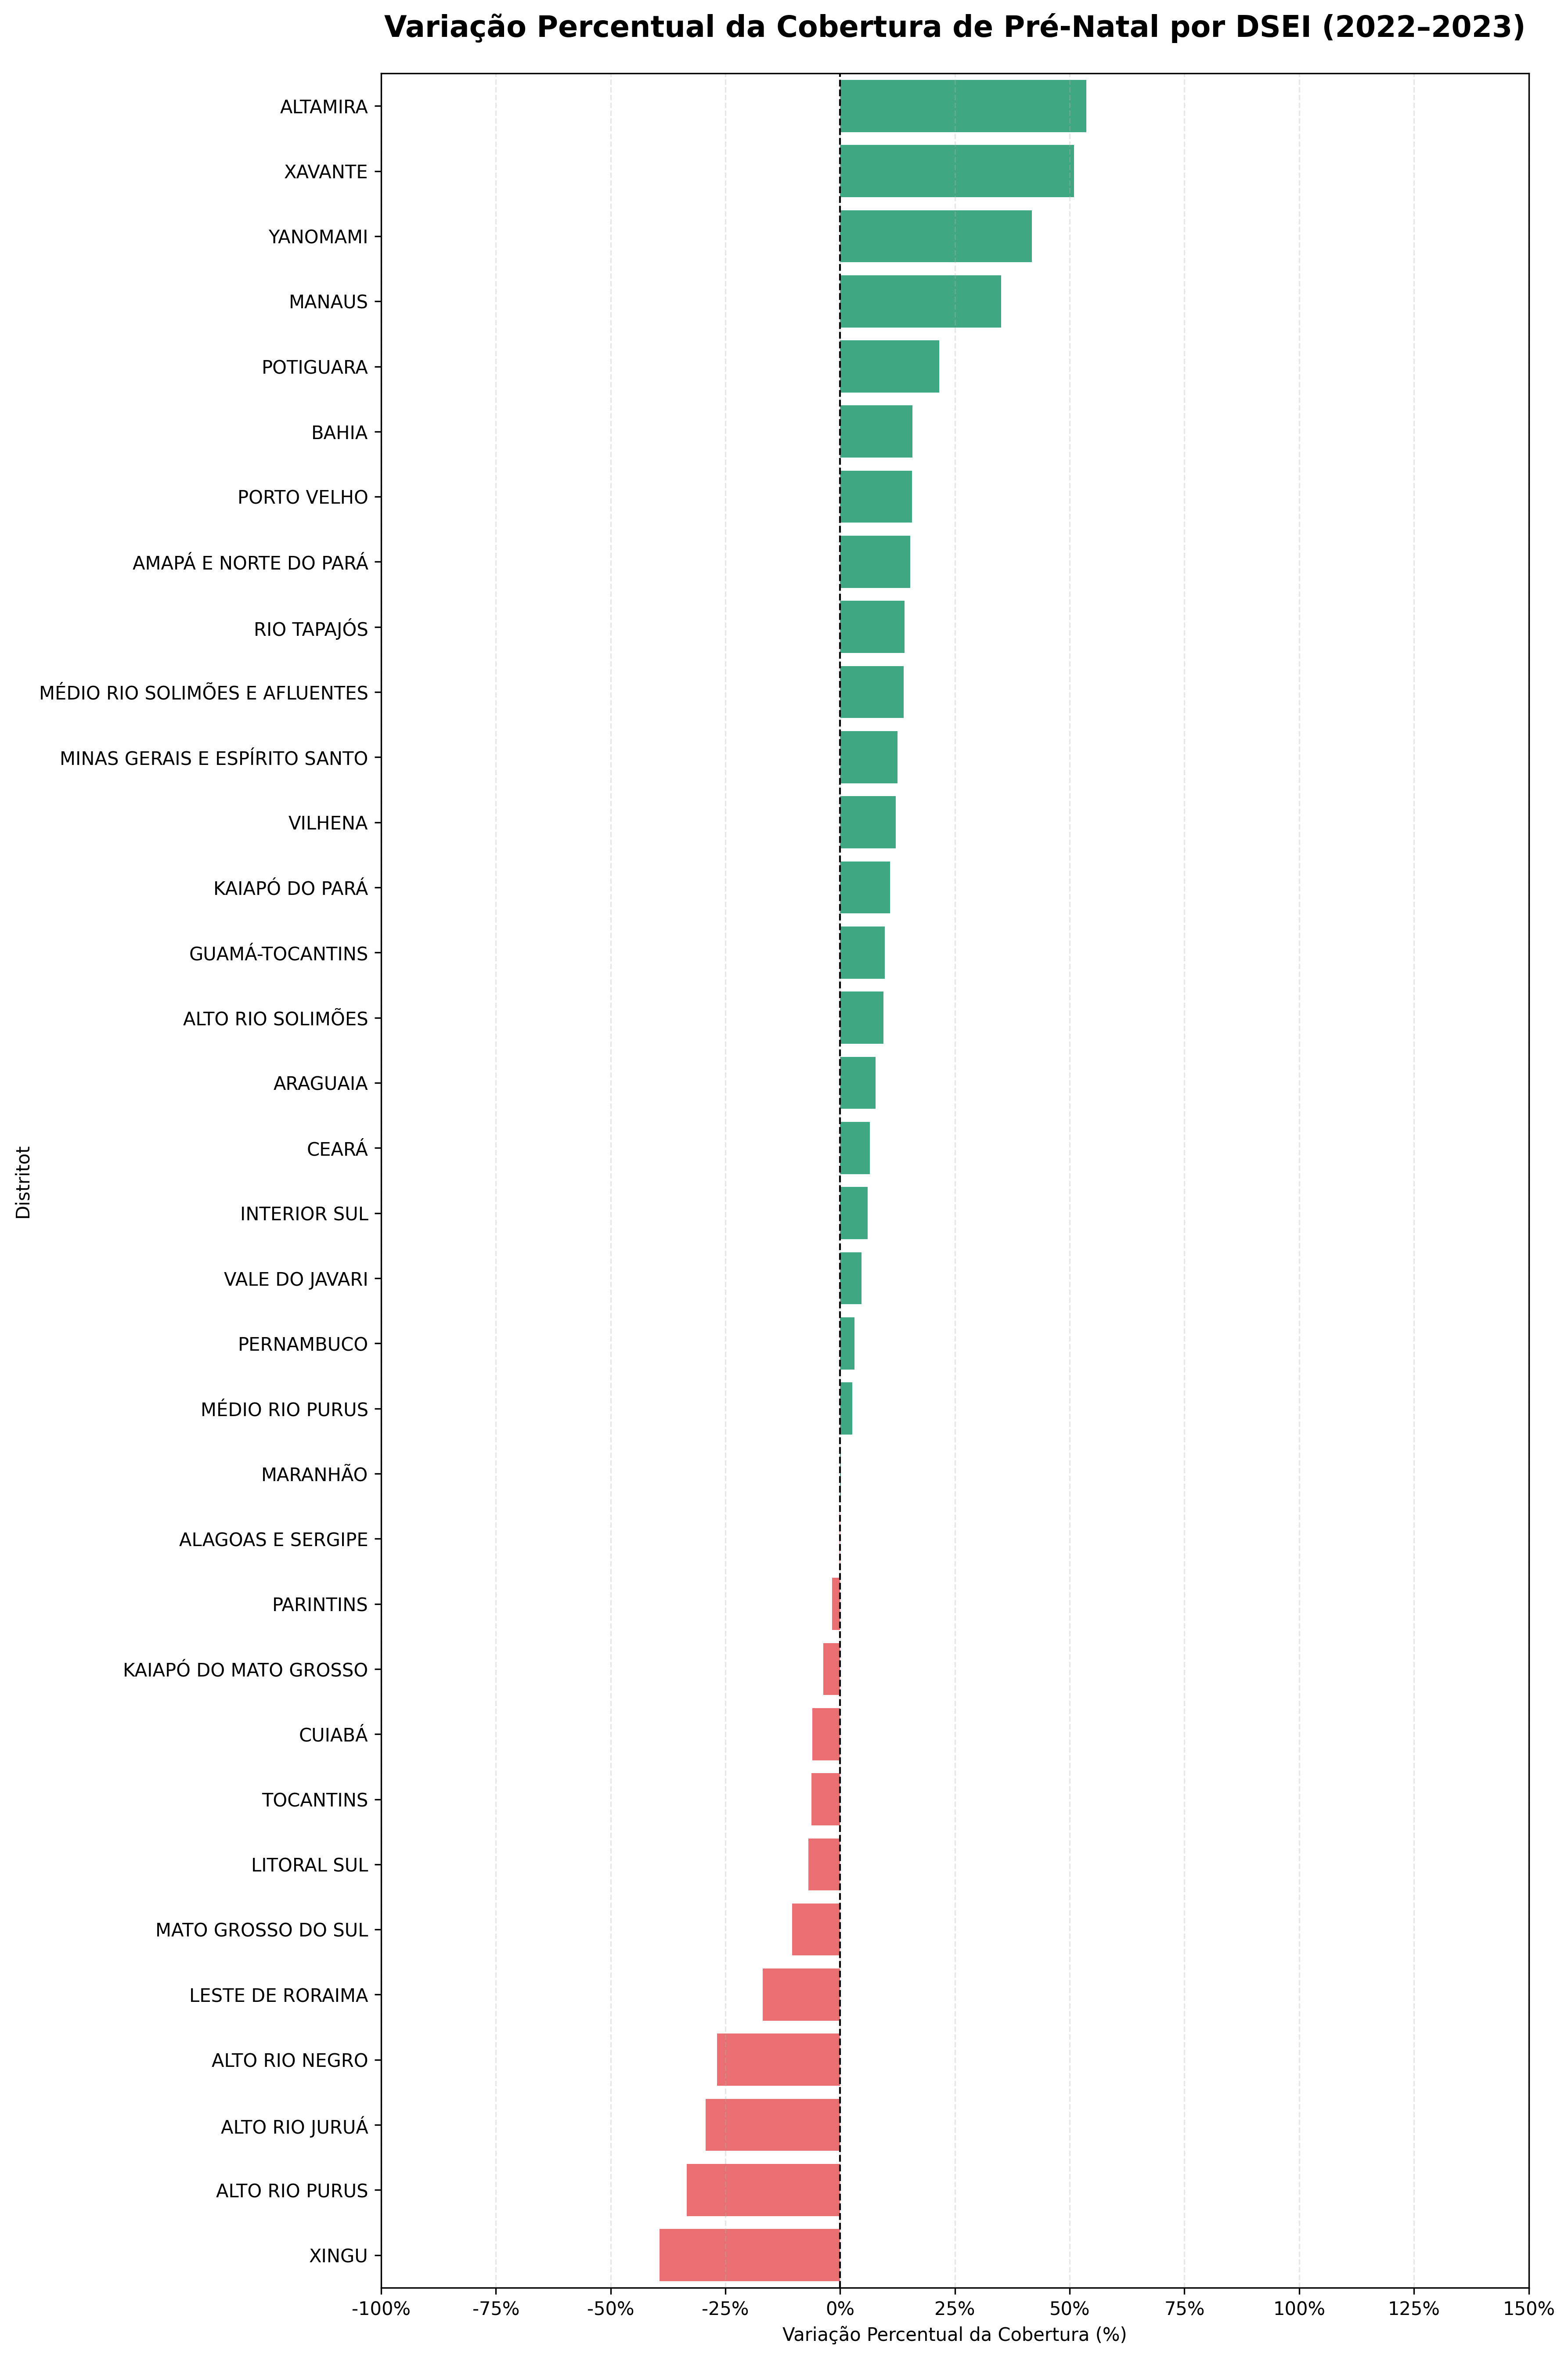 Variação Percentual da Cobertura de Pré-Natal por DSEI (2022–2023)
ALTAMIRA
XAVANTE
YANOMAMI
MANAUS
POTIGUARA
BAHIA
PORTO VELHO
AMAPÁ E NORTE DO PARÁ
RIO TAPAJÓS
MÉDIO RIO SOLIMÕES E AFLUENTES
MINAS GERAIS E ESPÍRITO SANTO
VILHENA
KAIAPÓ DO PARÁ
GUAMÁ-TOCANTINS
ALTO RIO SOLIMÕES
ARAGUAIA
CEARÁ
INTERIOR SUL
VALE DO JAVARI
PERNAMBUCO
MÉDIO RIO PURUS
MARANHÃO
ALAGOAS E SERGIPE
PARINTINS
KAIAPÓ DO MATO GROSSO
CUIABÁ
TOCANTINS
LITORAL SUL
MATO GROSSO DO SUL
LESTE DE RORAIMA
ALTO RIO NEGRO
ALTO RIO JURUÁ
ALTO RIO PURUS
XINGU
Distritot
-100% -75% -50% -25% 0% 25% 50% 75% 100% 125% 150%
Variação Percentual da Cobertura (%)